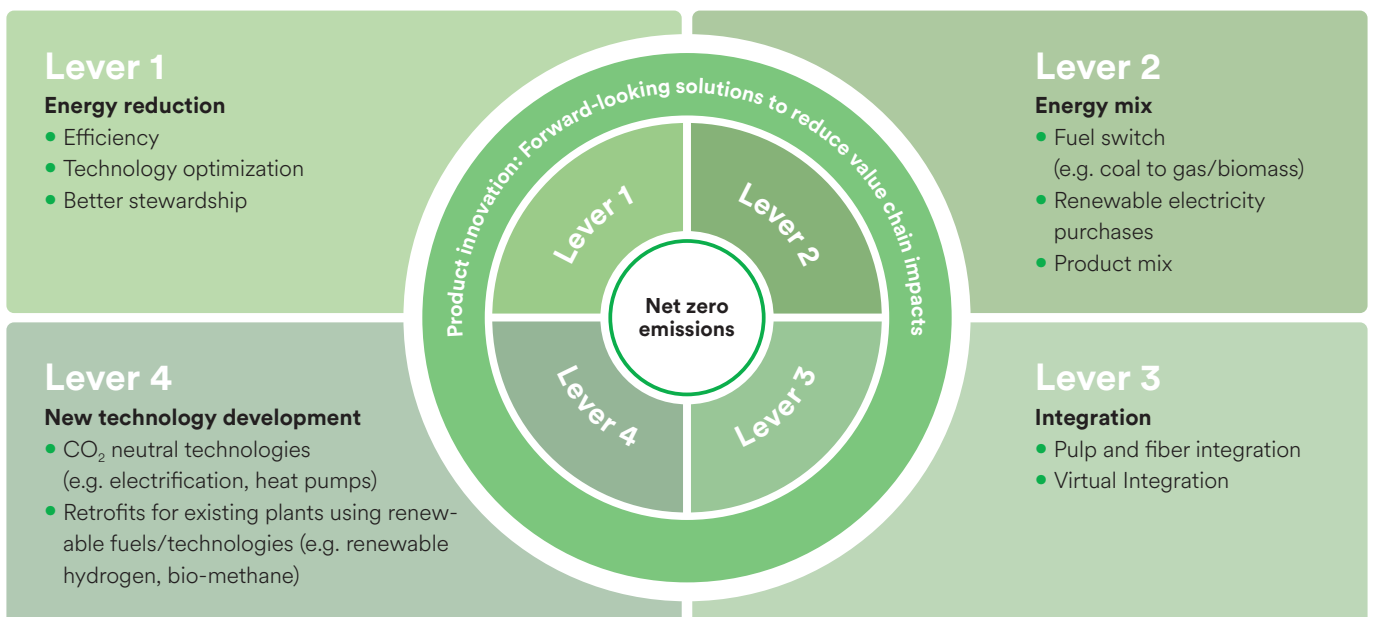 Lever 1
Energy reduction
• Efficiency
• Technology optimization
• Better stewardship
Lever 2
Energy mix
• Fuel switch
(e.g. coal to gas/biomass)
• Renewable electricity
purchases
• Product mix
Product innovation: Forward-looking solutions to reduce value chain impacts
Lever 1
Lever 2
Net zero
emissions
Lever 4
Lever 3
Lever 4
New technology development
• CO₂ neutral technologies
(e.g. electrification, heat pumps)
• Retrofits for existing plants using renew-
able fuels/technologies (e.g. renewable
hydrogen, bio-methane)
Lever 3
Integration
• Pulp and fiber integration
• Virtual Integration